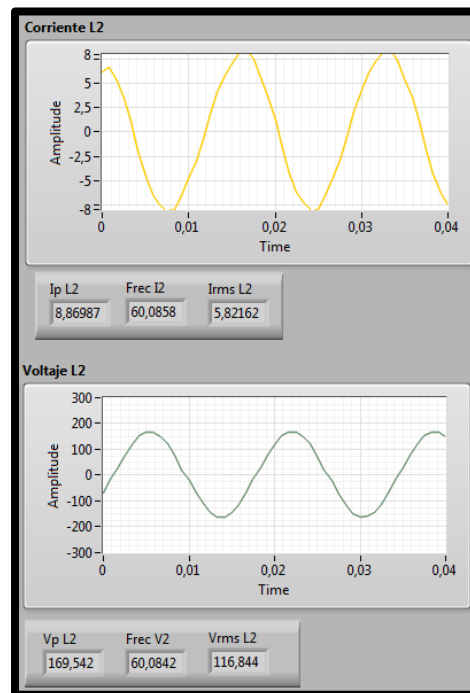 Corriente L2
Amplitude
8
5
2,5
0
-2,5
-5
-8
0 0,01 0,02 0,03 0,04
Time
Ip L2 Frec I2 Irms L2
8,86987 60,0858 5,82162
Voltaje L2
Amplitude
300
200
100
0
-100
-200
-300
0 0,01 0,02 0,03 0,04
Time
Vp L2 Frec V2 Vrms L2
169,542 60,0842 116,844